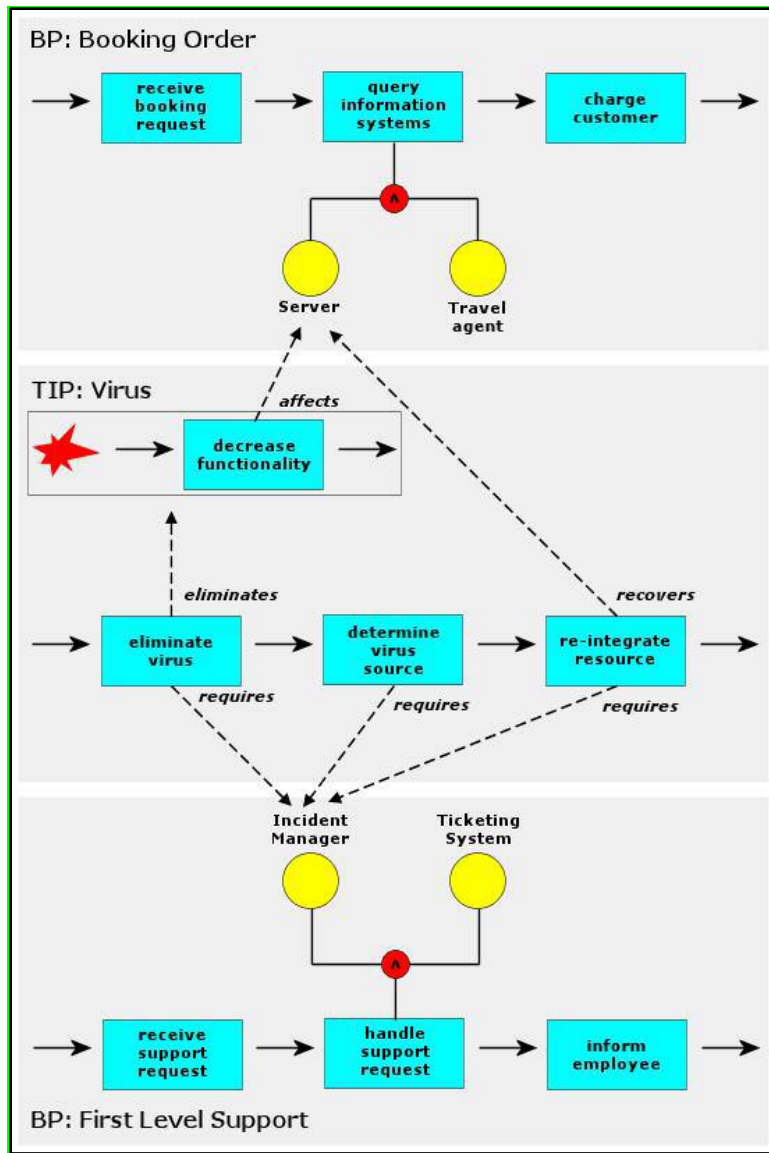 BP: Booking Order
receive
booking
request
query
information
systems
charge
customer
∧
Server
Travel
agent
TIP: Virus
affects
decrease
functionality
eliminates
recovers
eliminate
virus
determine
virus
source
re-integrate
resource
requires
requires
requires
Incident
Manager
Ticketing
System
∧
receive
support
request
handle
support
request
inform
employee
BP: First Level Support